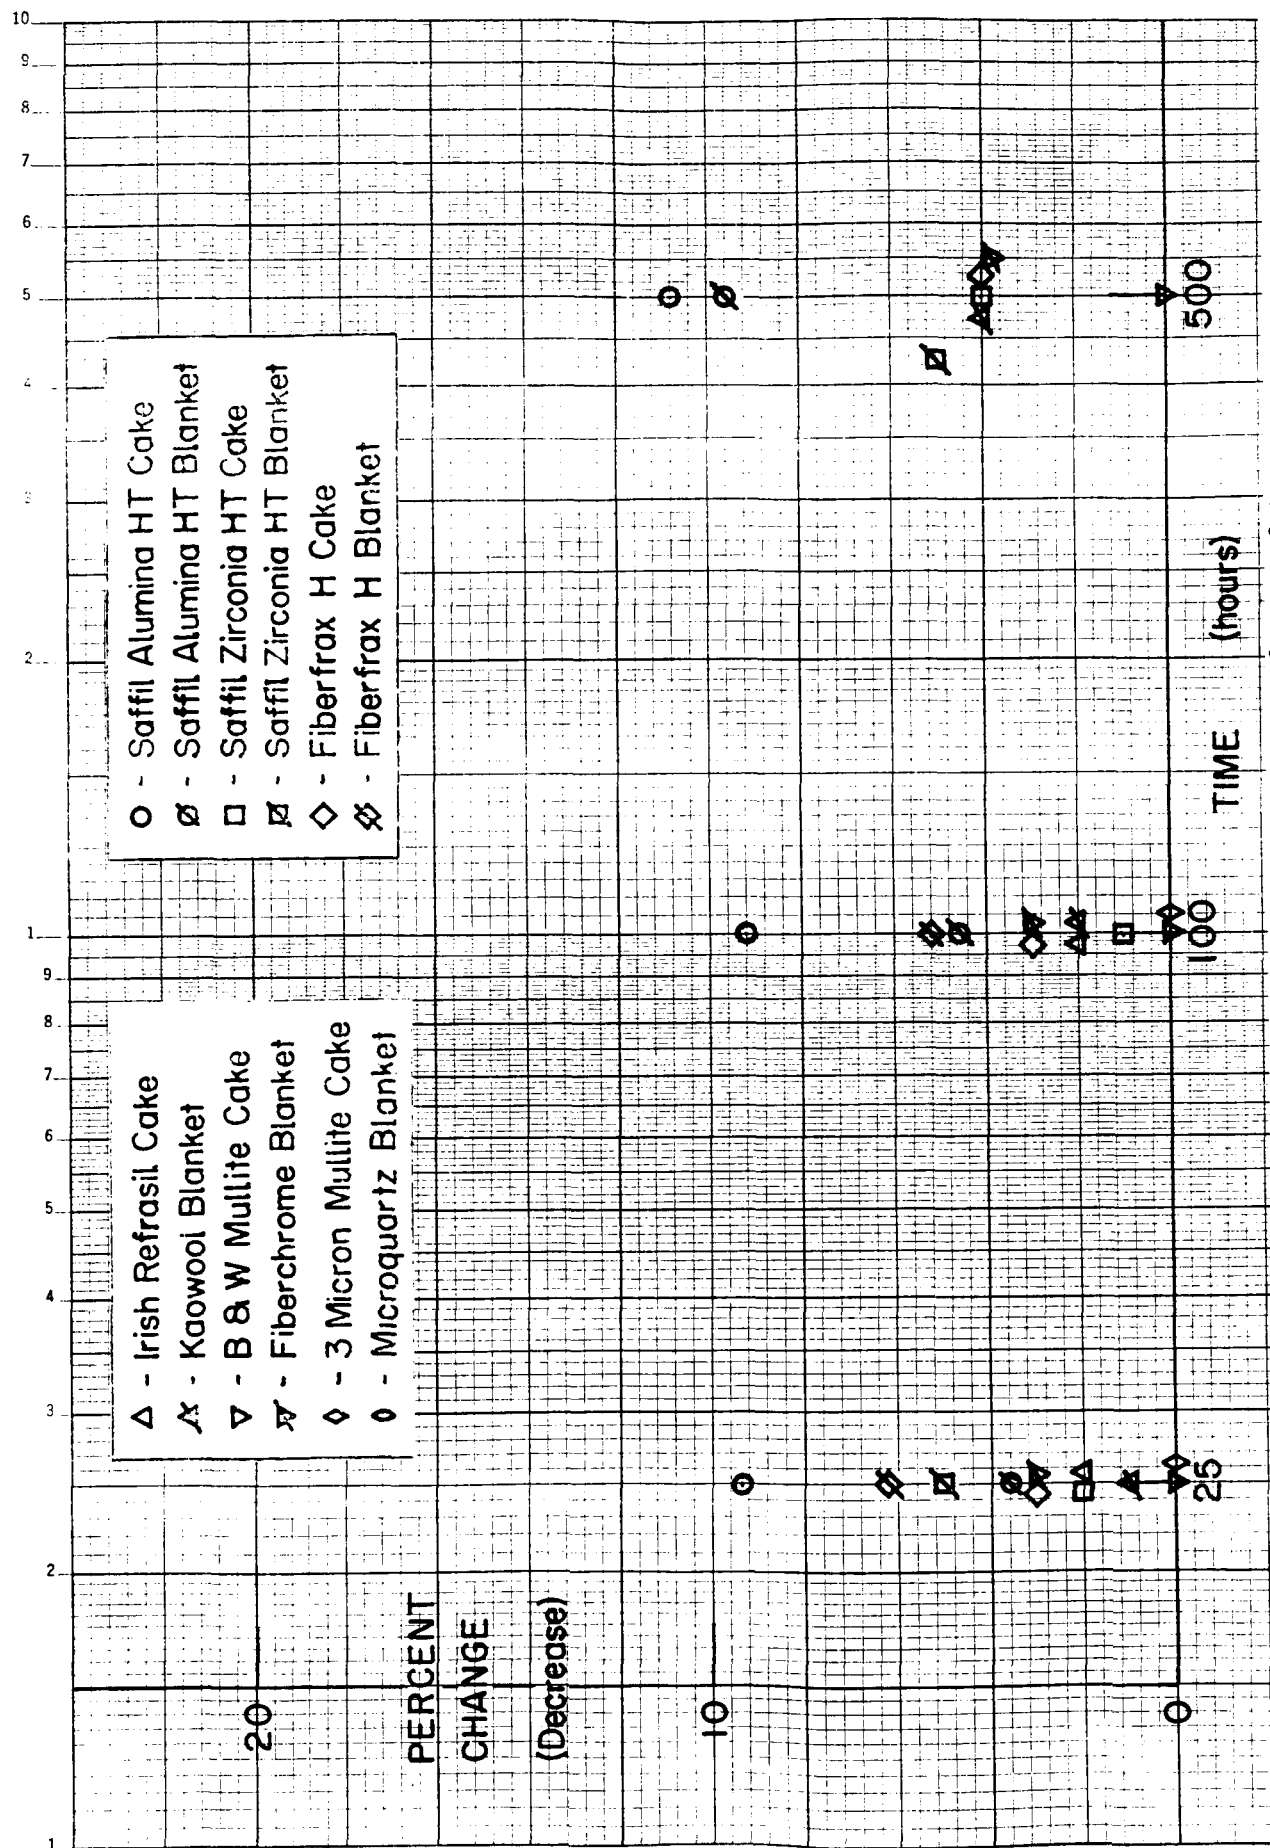 PERCENT
CHANGE
(Decrease)
20
10
0
△ - Irish Refrasil Cake
- Kaowool Blanket
▽ - B & W Mullite Cake
- Fiberchrome Blanket
◇ - 3 Micron Mullite Cake
- Microquartz Blanket
○ - Saffil Alumina HT Cake
- Saffil Alumina HT Blanket
□ - Saffil Zirconia HT Cake
- Saffil Zirconia HT Blanket
◇ - Fiberfrax H Cake
- Fiberfrax H Blanket
25
100
500
TIME (hours)
10
9
8
7
6
5
4
2
1
9
8
7
6
5
4
3
2
1